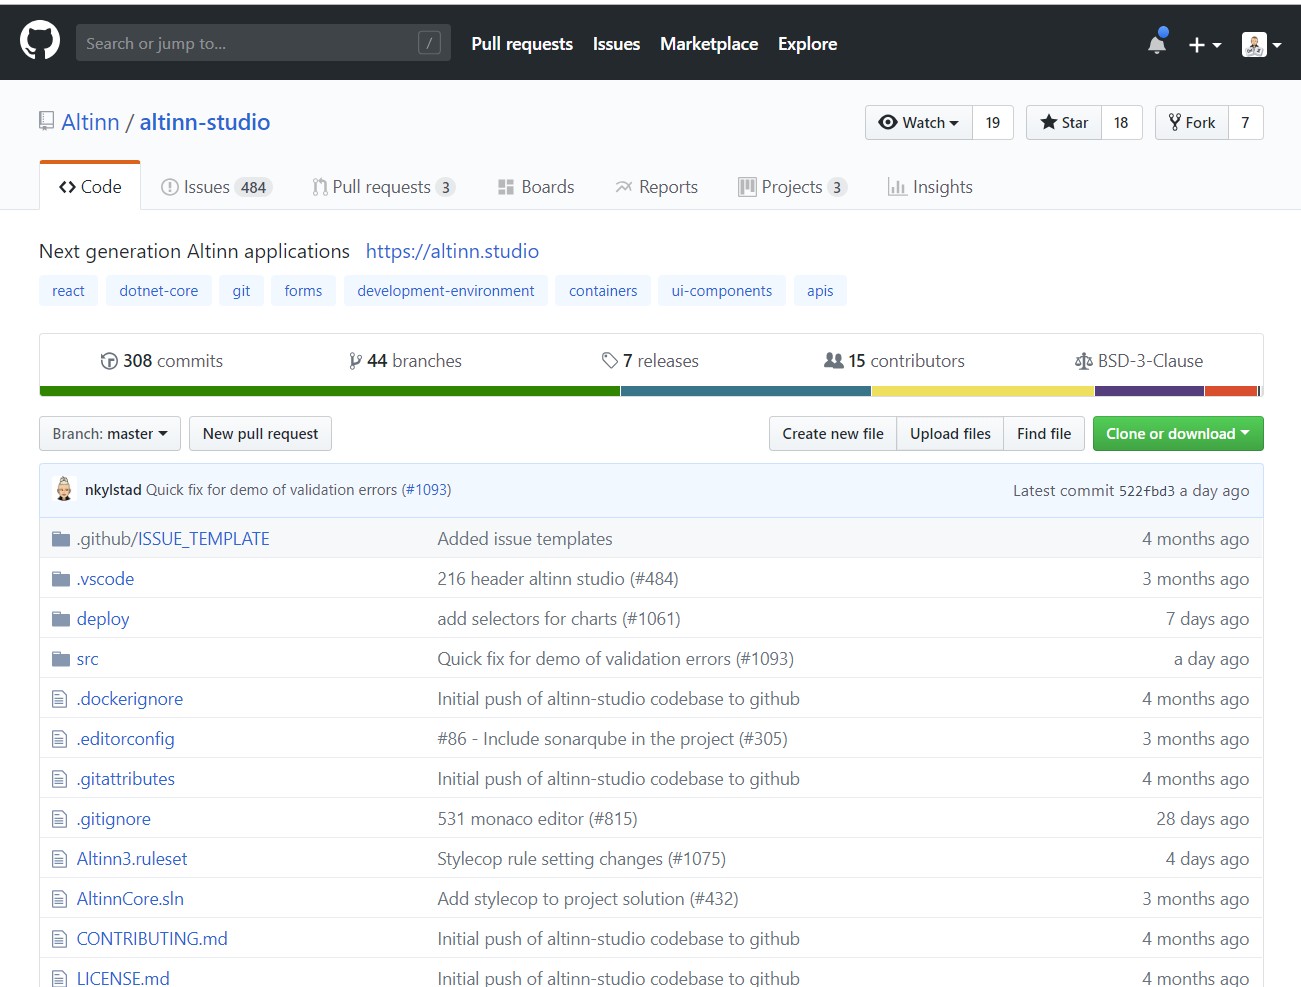 Search or jump to... / Pull requests Issues Marketplace Explore
Altinn / altinn-studio Watch 19 Star 18 Fork 7
Code Issues 484 Pull requests 3 Boards Reports Projects 3 Insights
Next generation Altinn applications https://altinn.studio
react dotnet-core git forms development-environment containers ui-components apis
308 commits 44 branches 7 releases 15 contributors BSD-3-Clause
Branch: master New pull request Create new file Upload files Find file Clone or download
nkylstad Quick fix for demo of validation errors (#1093) Latest commit 522fbd3 a day ago
.github/ISSUE_TEMPLATE Added issue templates 4 months ago
.vscode 216 header altinn studio (#484) 3 months ago
deploy add selectors for charts (#1061) 7 days ago
src Quick fix for demo of validation errors (#1093) a day ago
.dockerignore Initial push of altinn-studio codebase to github 4 months ago
.editorconfig #86 - Include sonarqube in the project (#305) 3 months ago
.gitattributes Initial push of altinn-studio codebase to github 4 months ago
.gitignore 531 monaco editor (#815) 28 days ago
Altinn3.ruleset Stylecop rule setting changes (#1075) 4 days ago
AltinnCore.sln Add stylecop to project solution (#432) 3 months ago
CONTRIBUTING.md Initial push of altinn-studio codebase to github 4 months ago
LICENSE.md Initial push of altinn-studio codebase to github 4 months ago